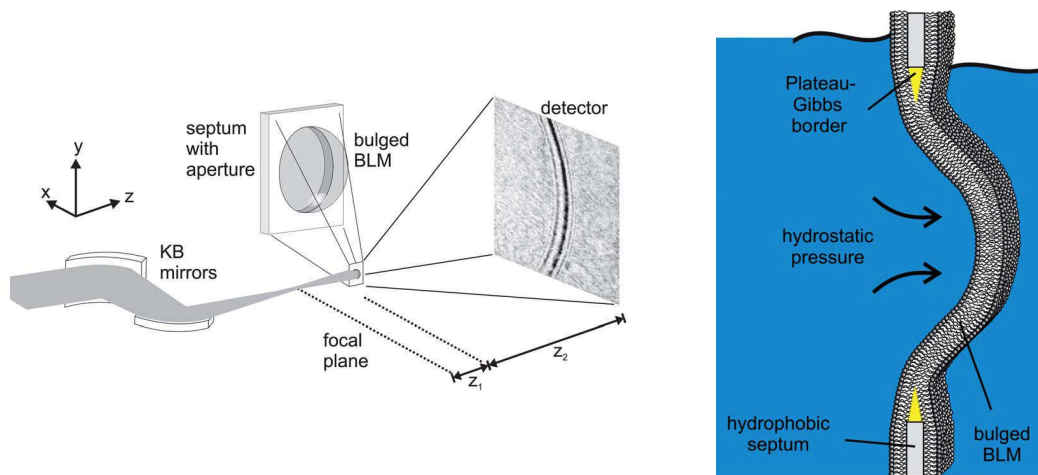 y
x
z
KB
mirrors
septum
with
aperture
bulged
BLM
detector
focal
plane
z1
z2
Plateau-
Gibbs
border
hydrostatic
pressure
hydrophobic
septum
bulged
BLM